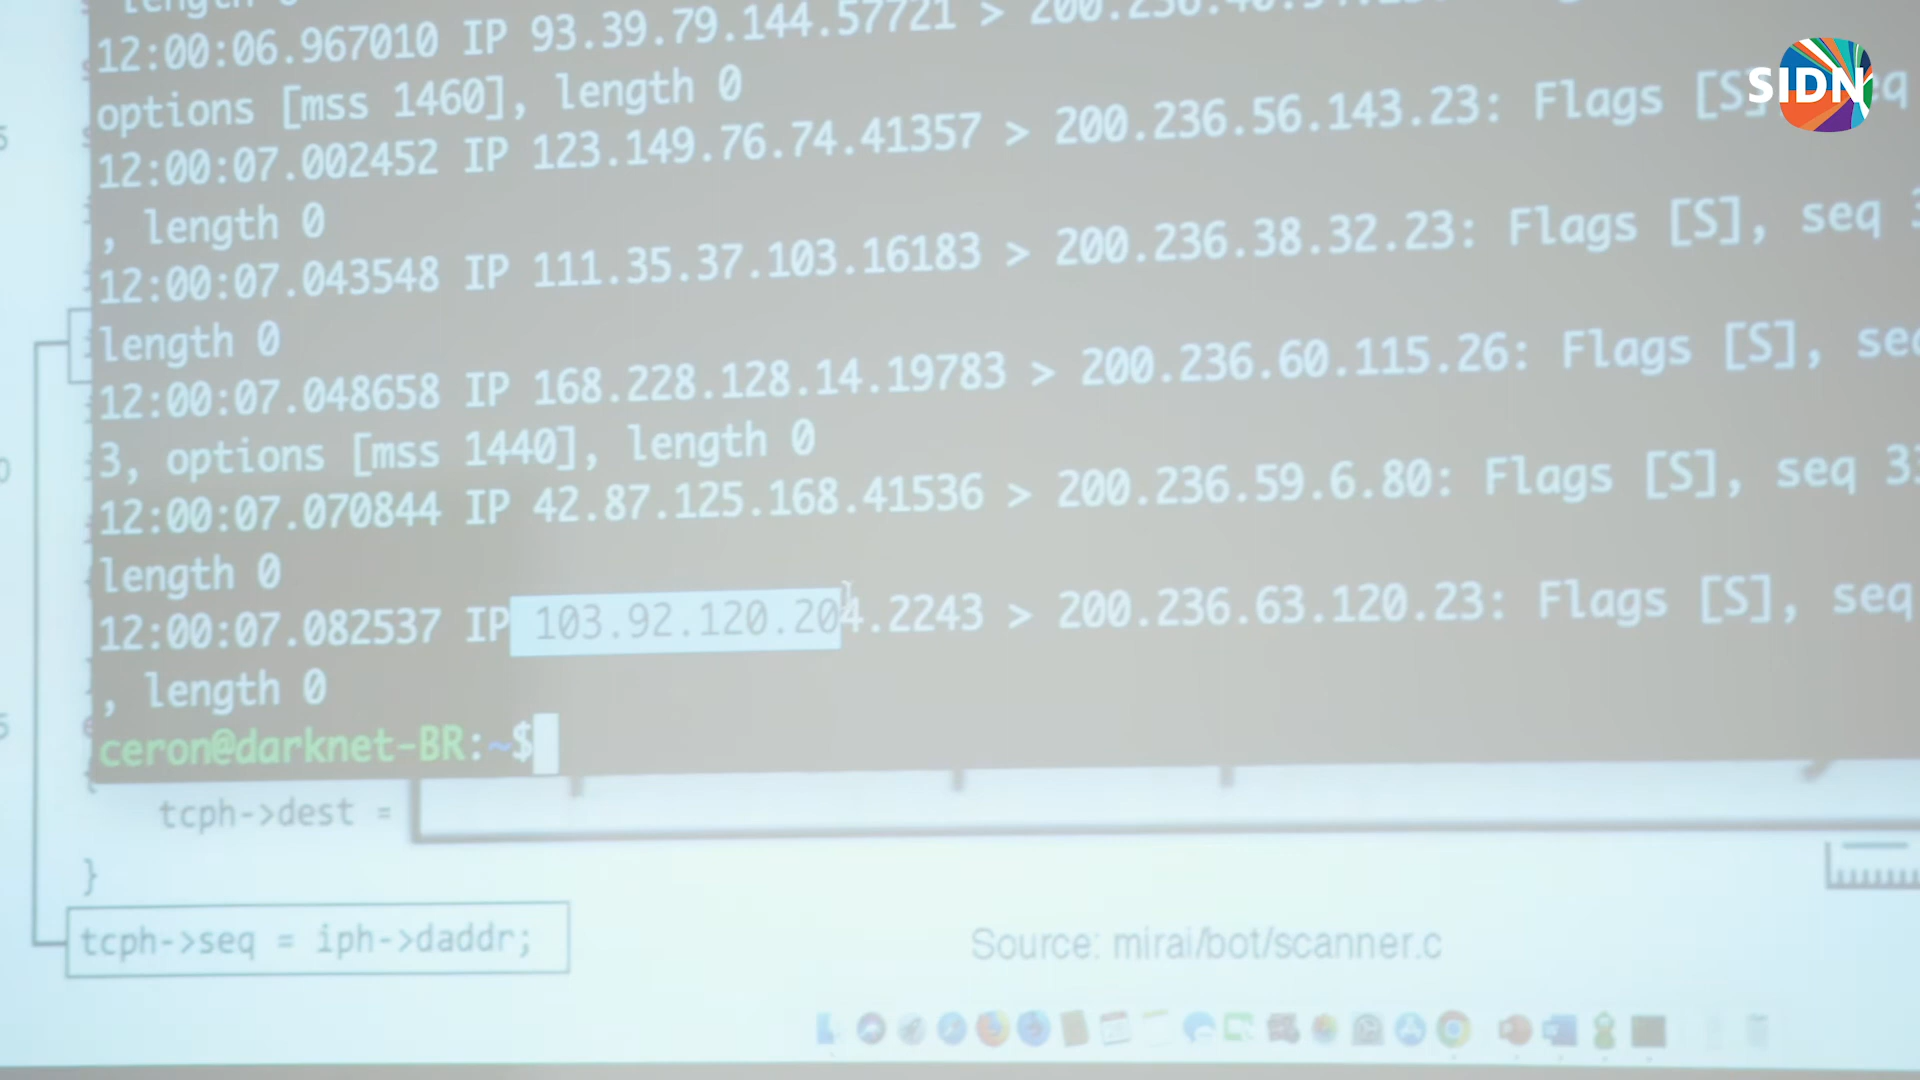 length 0
12:00:06.967010 IP 93.39.79.144.57721 >
options [mss 1460], length 0
12:00:07.002452 IP 123.149.76.74.41357 > 200.236.56.143.23: Flags [S
, length 0
12:00:07.043548 IP 111.35.37.103.16183 > 200.236.38.32.23: Flags [S], seq
length 0
12:00:07.048658 IP 168.228.128.14.19783 > 200.236.60.115.26: Flags [S], seq
3, options [mss 1440], length 0
12:00:07.070844 IP 42.87.125.168.41536 > 200.236.59.6.80: Flags [S], seq 33
length 0
12:00:07.082537 IP 103.92.120.204.2243 > 200.236.63.120.23: Flags [S], seq
, length 0
ceron@darknet-BR:~$
tcph->dest =
}
tcph->seq = iph->daddr;
Source: mirai/bot/scanner.c
SIDN